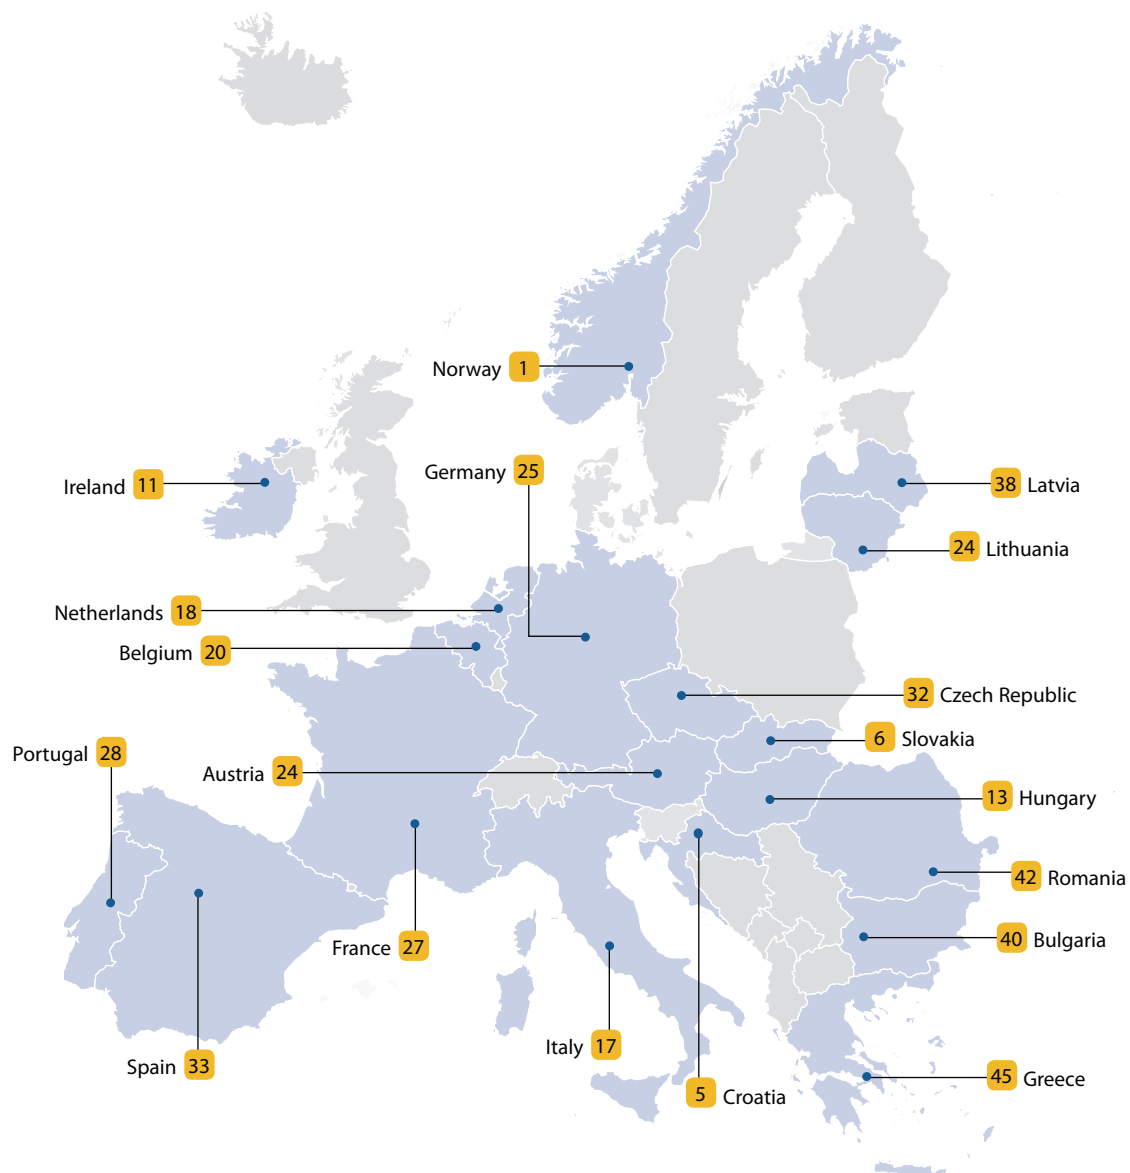 Norway 1
Germany 25
Ireland 11
38 Latvia
24 Lithuania
Netherlands 18
Belgium 20
32 Czech Republic
6 Slovakia
Portugal 28
Austria 24
13 Hungary
42 Romania
40 Bulgaria
France 27
Italy 17
Spain 33
45 Greece
5 Croatia